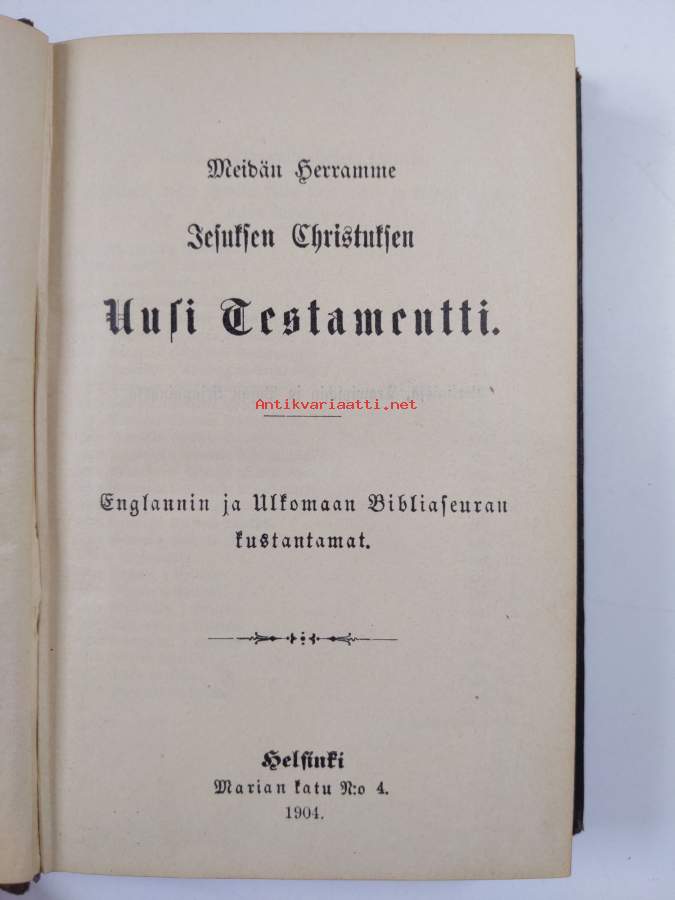 Meidän Herramme
Jesuksen Christuksen
Uusi Testamentti.
Antikvariaatti.net
Englannin ja Ulkomaan Bibliaseuran
kustantamat.
Helsinki
Marian katu N:o 4.
1904.